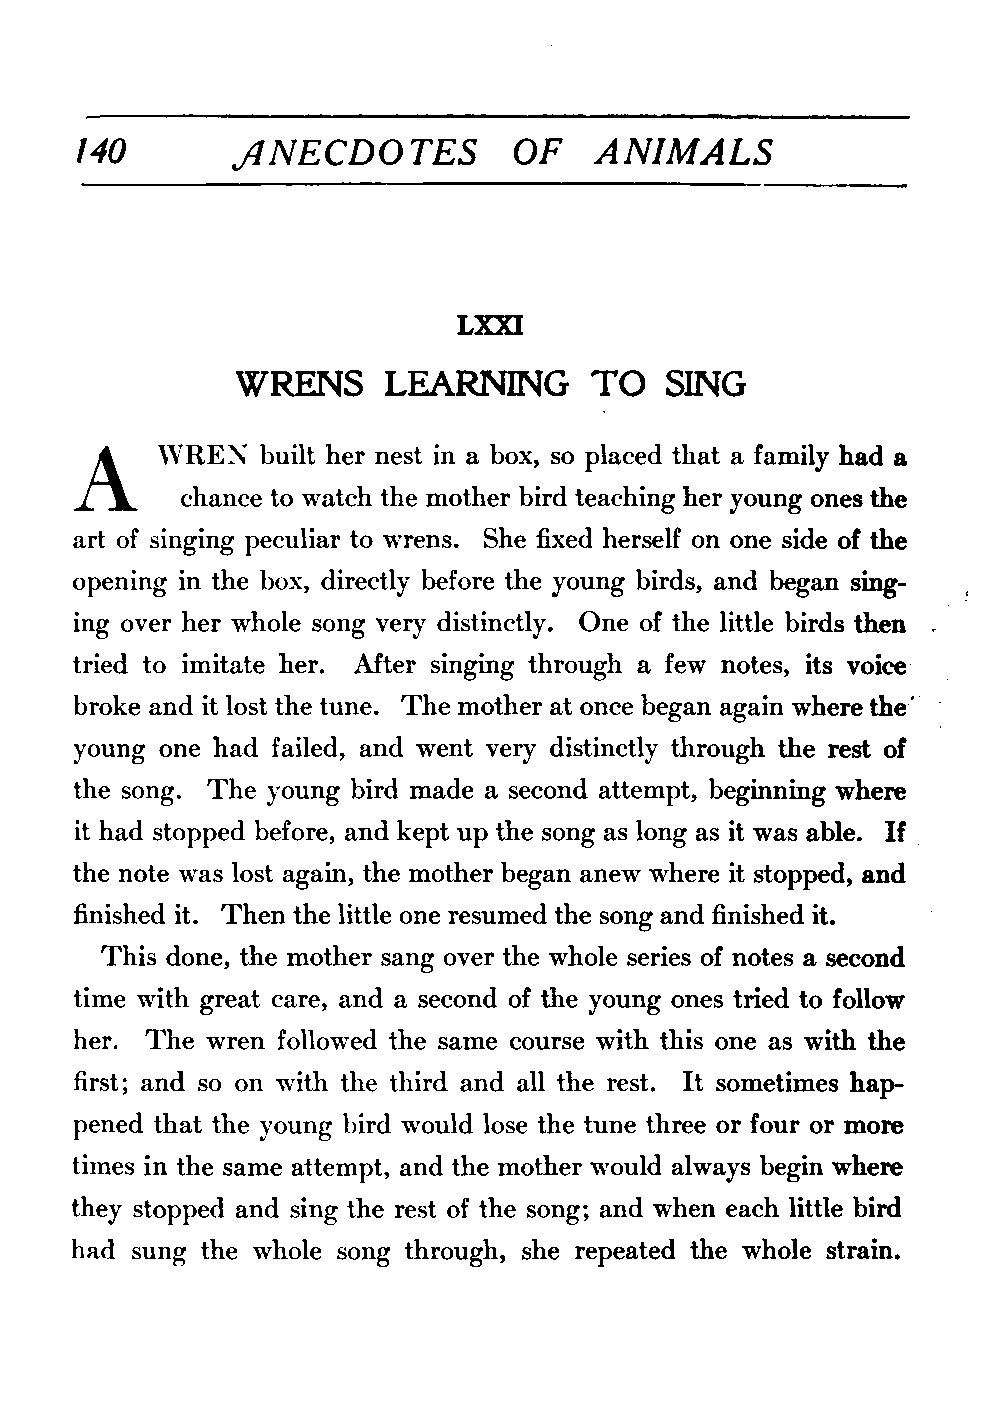 140 ANECDOTES OF ANIMALS
LXXI
WRENS LEARNING TO SING
A WREN built her nest in a box, so placed that a family had a
chance to watch the mother bird teaching her young ones the
art of singing peculiar to wrens. She fixed herself on one side of the
opening in the box, directly before the young birds, and began sing-
ing over her whole song very distinctly. One of the little birds then
tried to imitate her. After singing through a few notes, its voice
broke and it lost the tune. The mother at once began again where the
young one had failed, and went very distinctly through the rest of
the song. The young bird made a second attempt, beginning where
it had stopped before, and kept up the song as long as it was able. If
the note was lost again, the mother began anew where it stopped, and
finished it. Then the little one resumed the song and finished it.
This done, the mother sang over the whole series of notes a second
time with great care, and a second of the young ones tried to follow
her. The wren followed the same course with this one as with the
first; and so on with the third and all the rest. It sometimes hap-
pened that the young bird would lose the tune three or four or more
times in the same attempt, and the mother would always begin where
they stopped and sing the rest of the song; and when each little bird
had sung the whole song through, she repeated the whole strain.